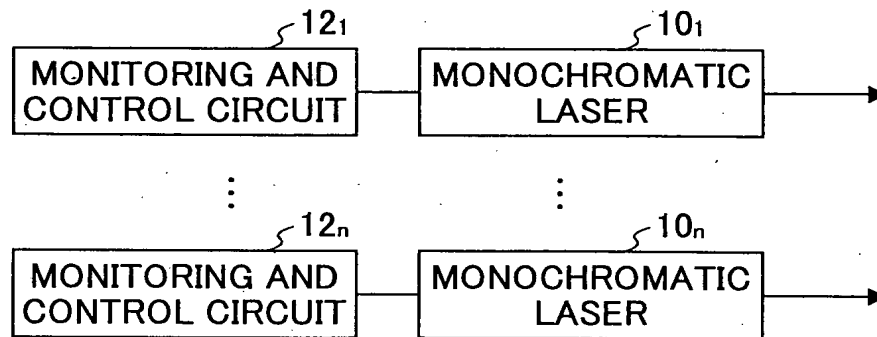 12₁ 10₁
MONITORING AND CONTROL CIRCUIT
MONOCHROMATIC LASER
12ₙ 10ₙ
MONITORING AND CONTROL CIRCUIT
MONOCHROMATIC LASER